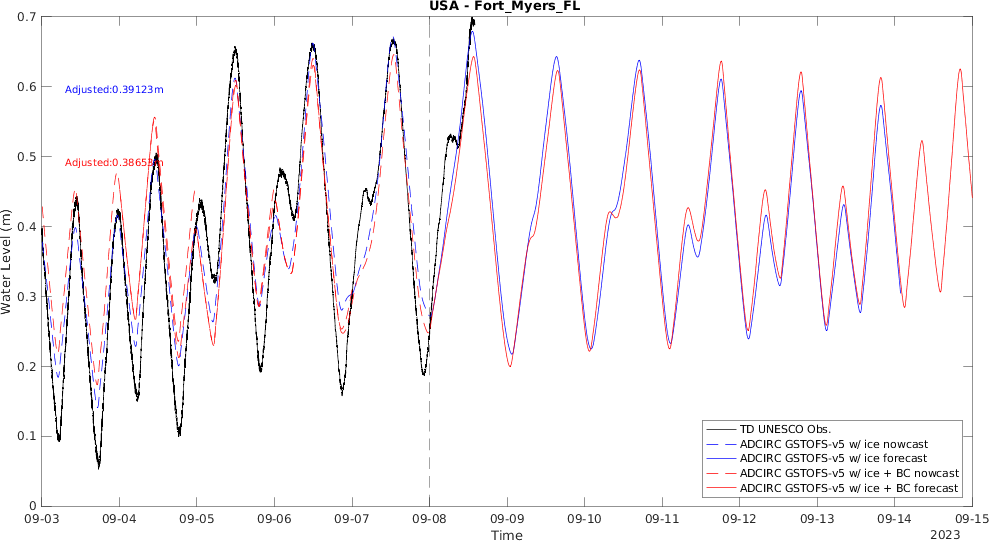 USA - Fort_Myers_FL
0.7
0.6
0.5
0.4
0.3
0.2
0.1
0
Water Level (m)
Adjusted:0.39123m
Adjusted:0.38653m
TD UNESCO Obs.
ADCIRC GSTOFS-v5 w/ ice nowcast
ADCIRC GSTOFS-v5 w/ ice forecast
ADCIRC GSTOFS-v5 w/ ice + BC nowcast
ADCIRC GSTOFS-v5 w/ ice + BC forecast
09-03 09-04 09-05 09-06 09-07 09-08 09-09 09-10 09-11 09-12 09-13 09-14 09-15
Time
2023